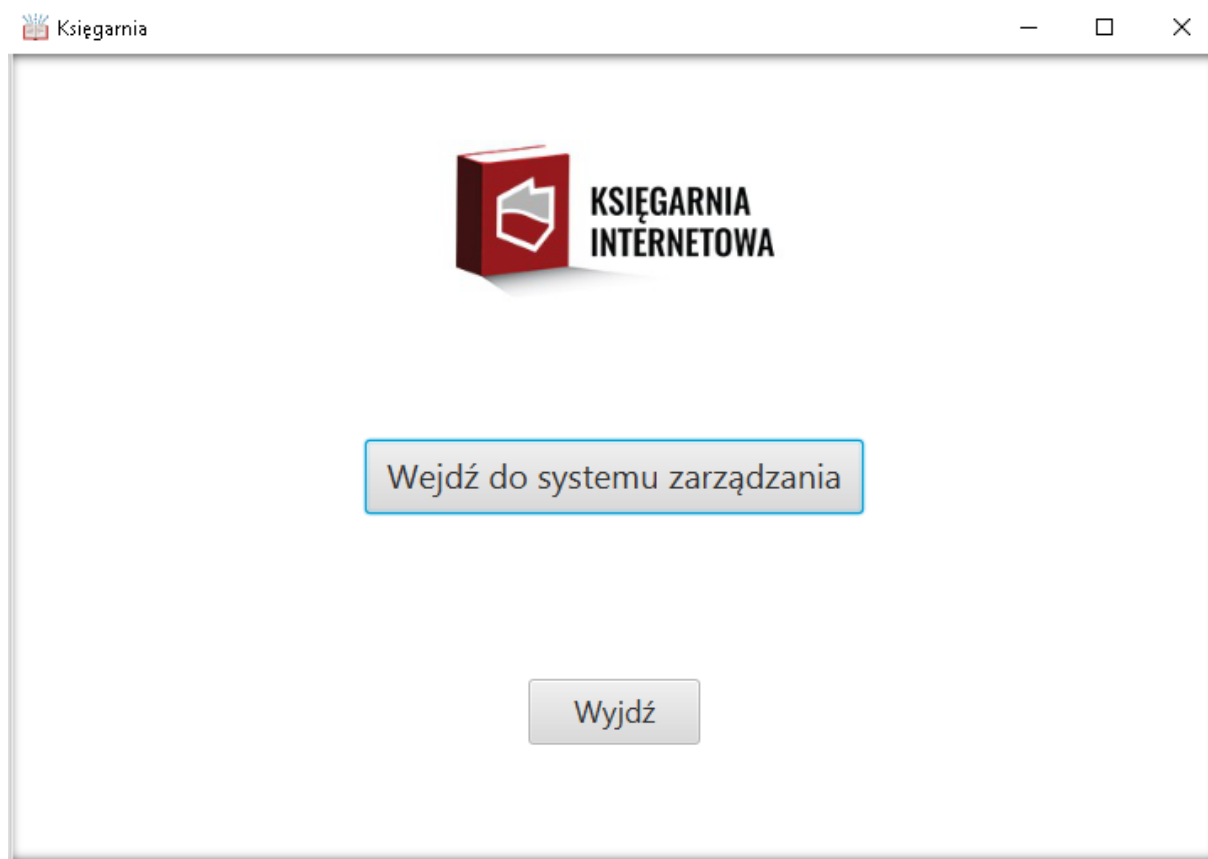 Księgarnia
KSIĘGARNIA
INTERNETOWA
Wejdź do systemu zarządzania
Wyjdź